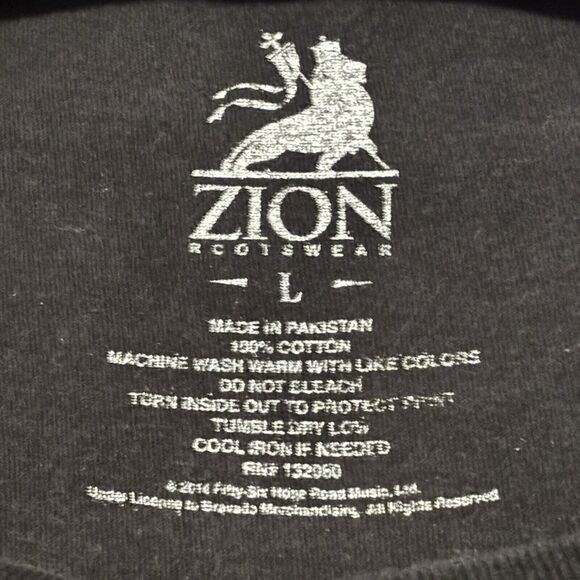 ZION
ROOTSWEAR
L
MADE IN PAKISTAN
100% COTTON
MACHINE WASH WARM WITH LIKE COLORS
DO NOT BLEACH
TURN INSIDE OUT TO PROTECT PRINT
TUMBLE DRY LOW
COOL IRON IF NEEDED
RN# 132060
© 2014 Fifty-Six Hope Road Music, Ltd.
Under License to Bravado Merchandising. All Rights Reserved